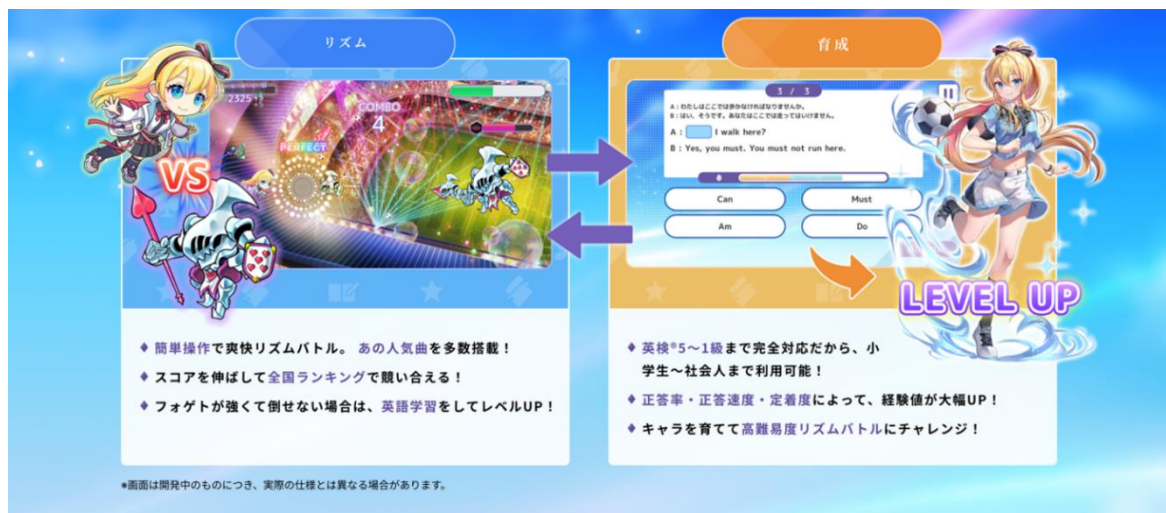 リズム
2325
COMBO
4
PERFECT
VS
簡単操作で爽快リズムバトル。 あの人気曲を多数搭載！
スコアを伸ばして全国ランキングで競い合える！
フォゲトが強くて倒せない場合は、英語学習をしてレベルUP！
育成
3 / 3
A：わたしはここでは歩かなければなりませんか。
B：はい、そうです。あなたはここでは走ってはいけません。
A : I walk here?
B : Yes, you must. You must not run here.
Can
Must
Am
Do
LEVEL UP
英検®5～1級まで完全対応だから、小
学生～社会人まで利用可能！
正答率・正答速度・定着度によって、経験値が大幅UP！
キャラを育てて高難易度リズムバトルにチャレンジ！
※画面は開発中のものにつき、実際の仕様とは異なる場合があります。